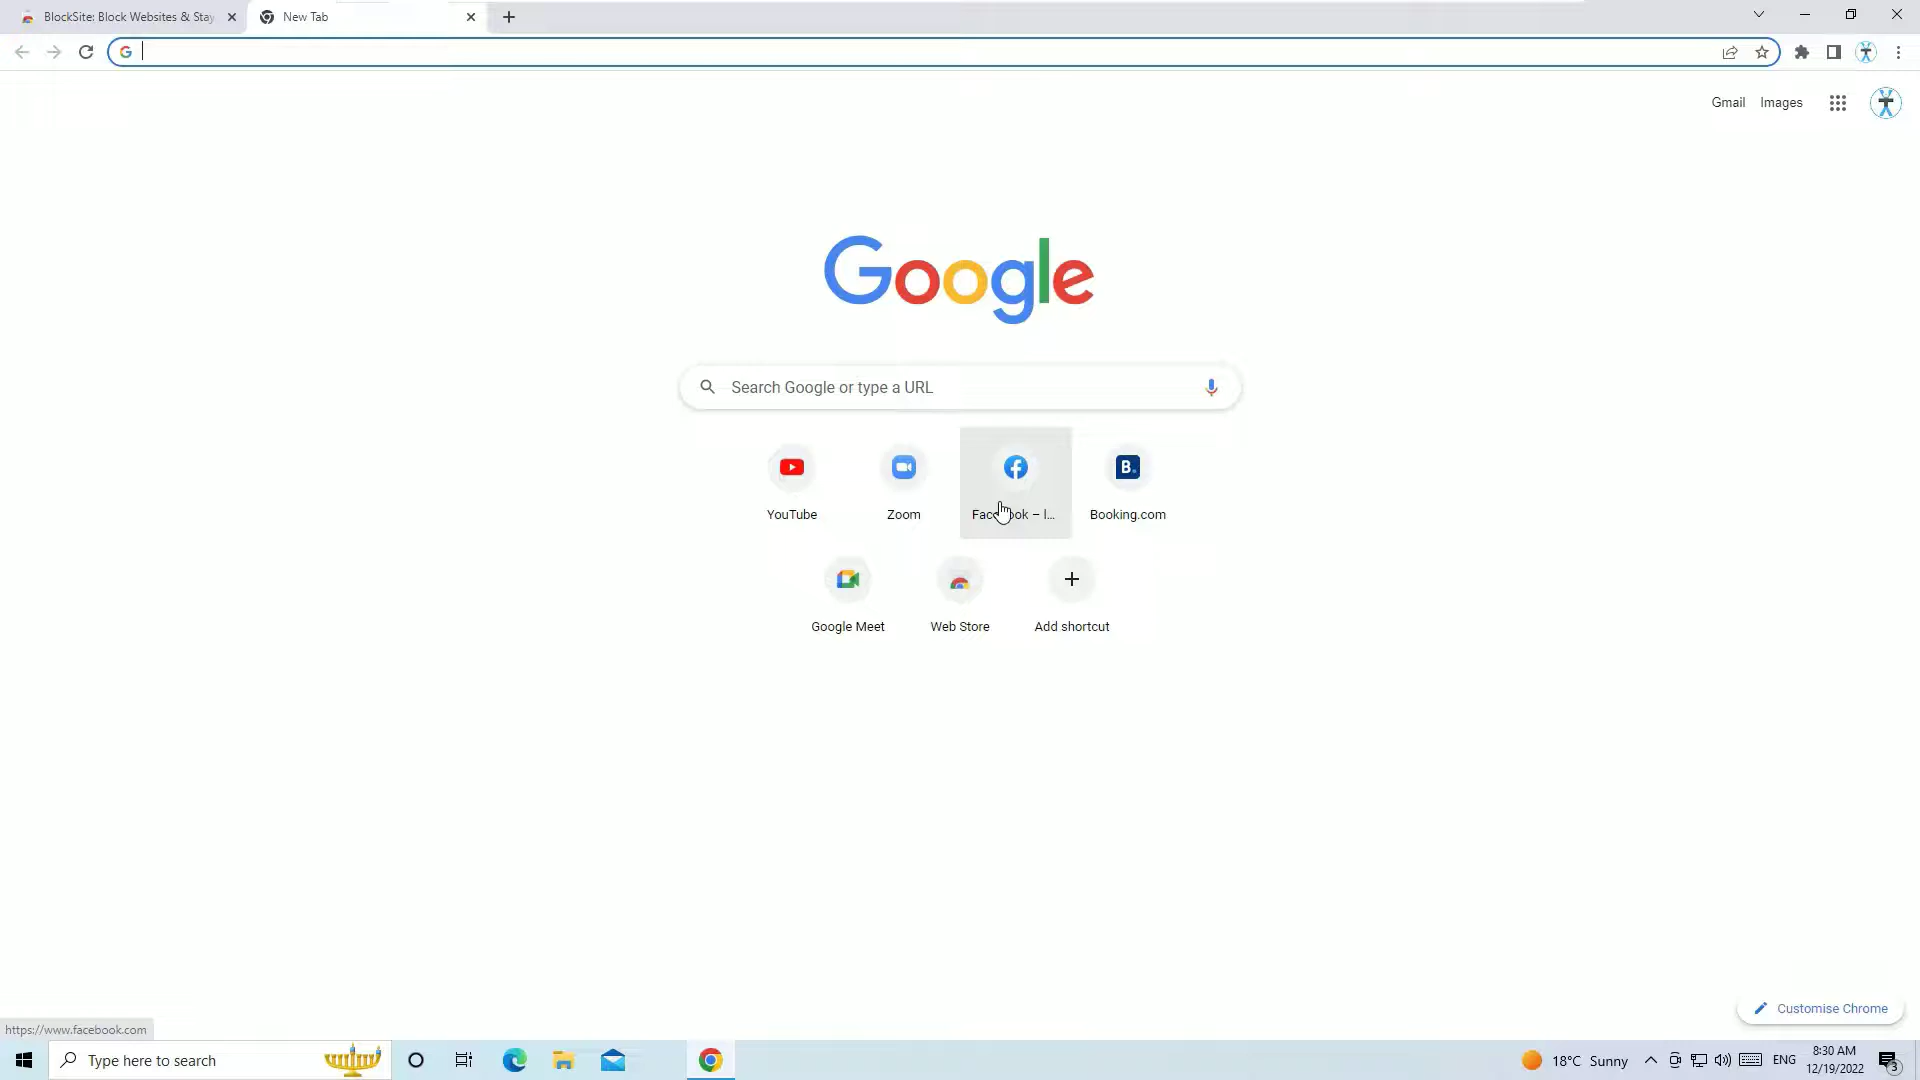 BlockSite: Block Websites & Stay
New Tab
Gmail Images
Google
Search Google or type a URL
YouTube
Zoom
Booking.com
Google Meet
Web Store
Add shortcut
Customise Chrome
https://www.facebook.com
Type here to search
18°C Sunny
ENG
8:30 AM
12/19/2022
3